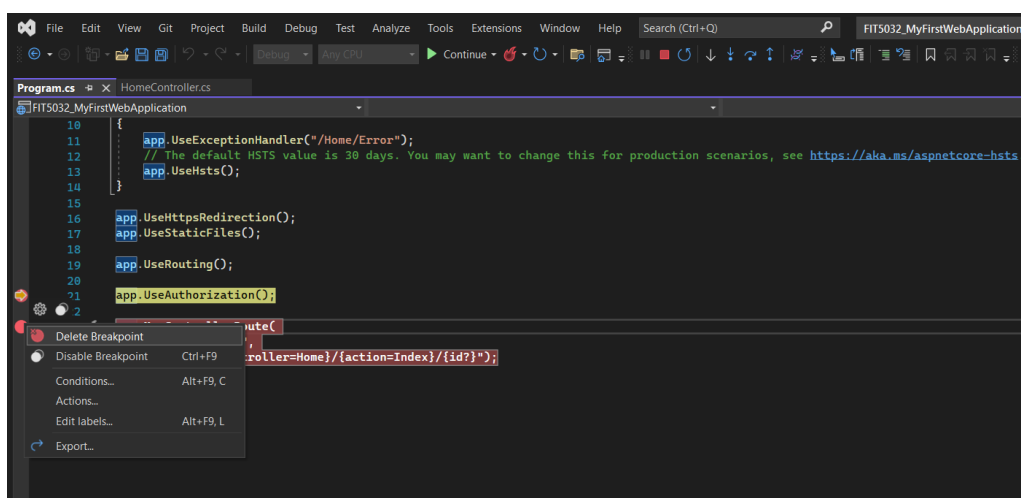 File Edit View Git Project Build Debug Test Analyze Tools Extensions Window Help Search (Ctrl+Q) FIT5032_MyFirstWebApplication
Debug Any CPU Continue
Program.cs HomeController.cs
FIT5032_MyFirstWebApplication
10 {
11 app.UseExceptionHandler("/Home/Error");
12 // The default HSTS value is 30 days. You may want to change this for production scenarios, see https://aka.ms/aspnetcore-hsts
13 app.UseHsts();
14 }
15
16 app.UseHttpsRedirection();
17 app.UseStaticFiles();
18
19 app.UseRouting();
20
21 app.UseAuthorization();
2
oute(
Delete Breakpoint ,
Disable Breakpoint Ctrl+F9 roller=Home}/{action=Index}/{id?}");
Conditions... Alt+F9, C
Actions...
Edit labels... Alt+F9, L
Export...